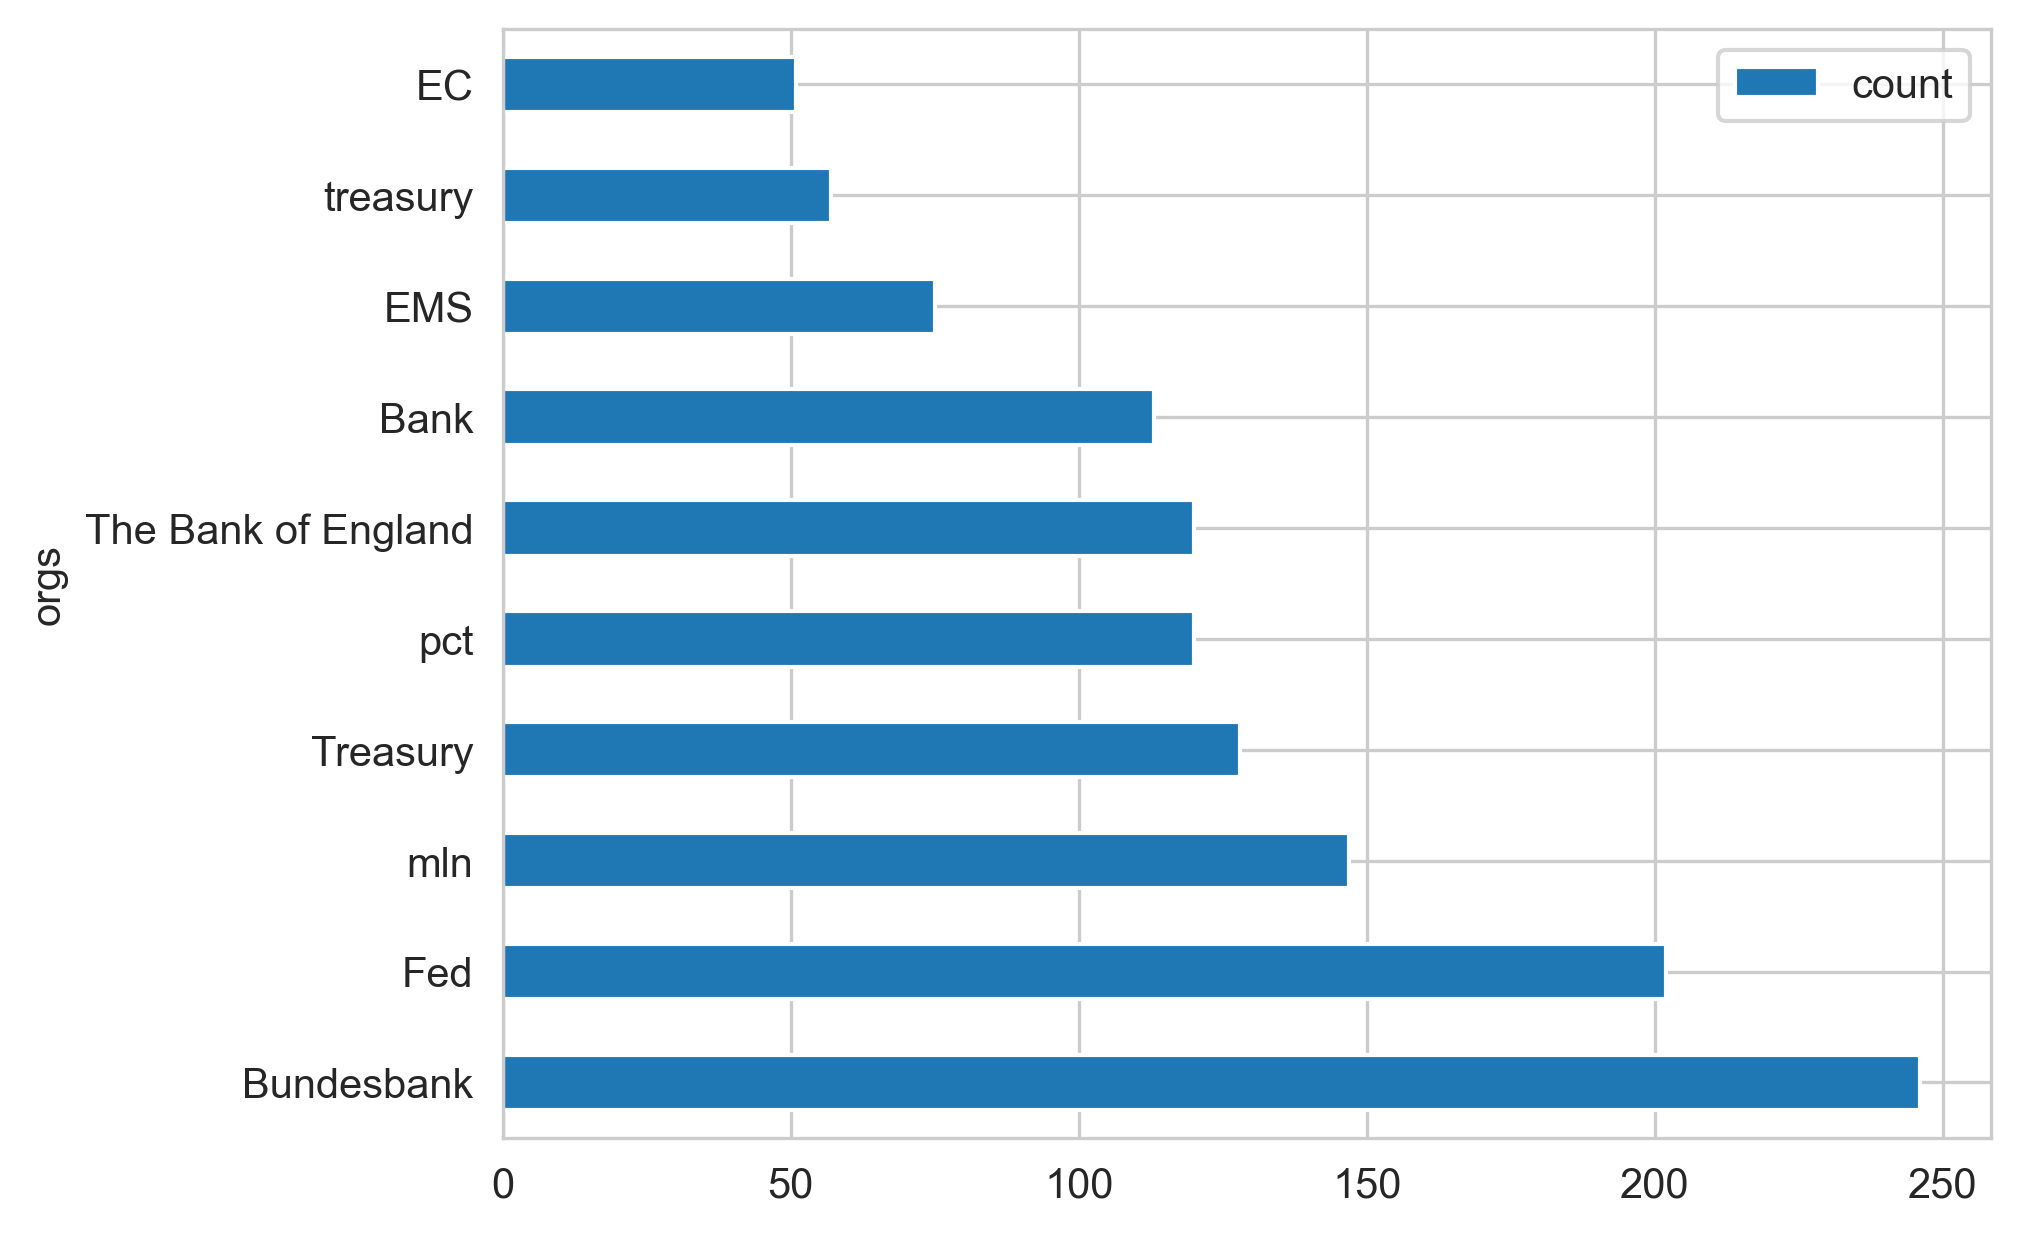 count
orgs
EC
treasury
EMS
Bank
The Bank of England
pct
Treasury
mln
Fed
Bundesbank
0 50 100 150 200 250